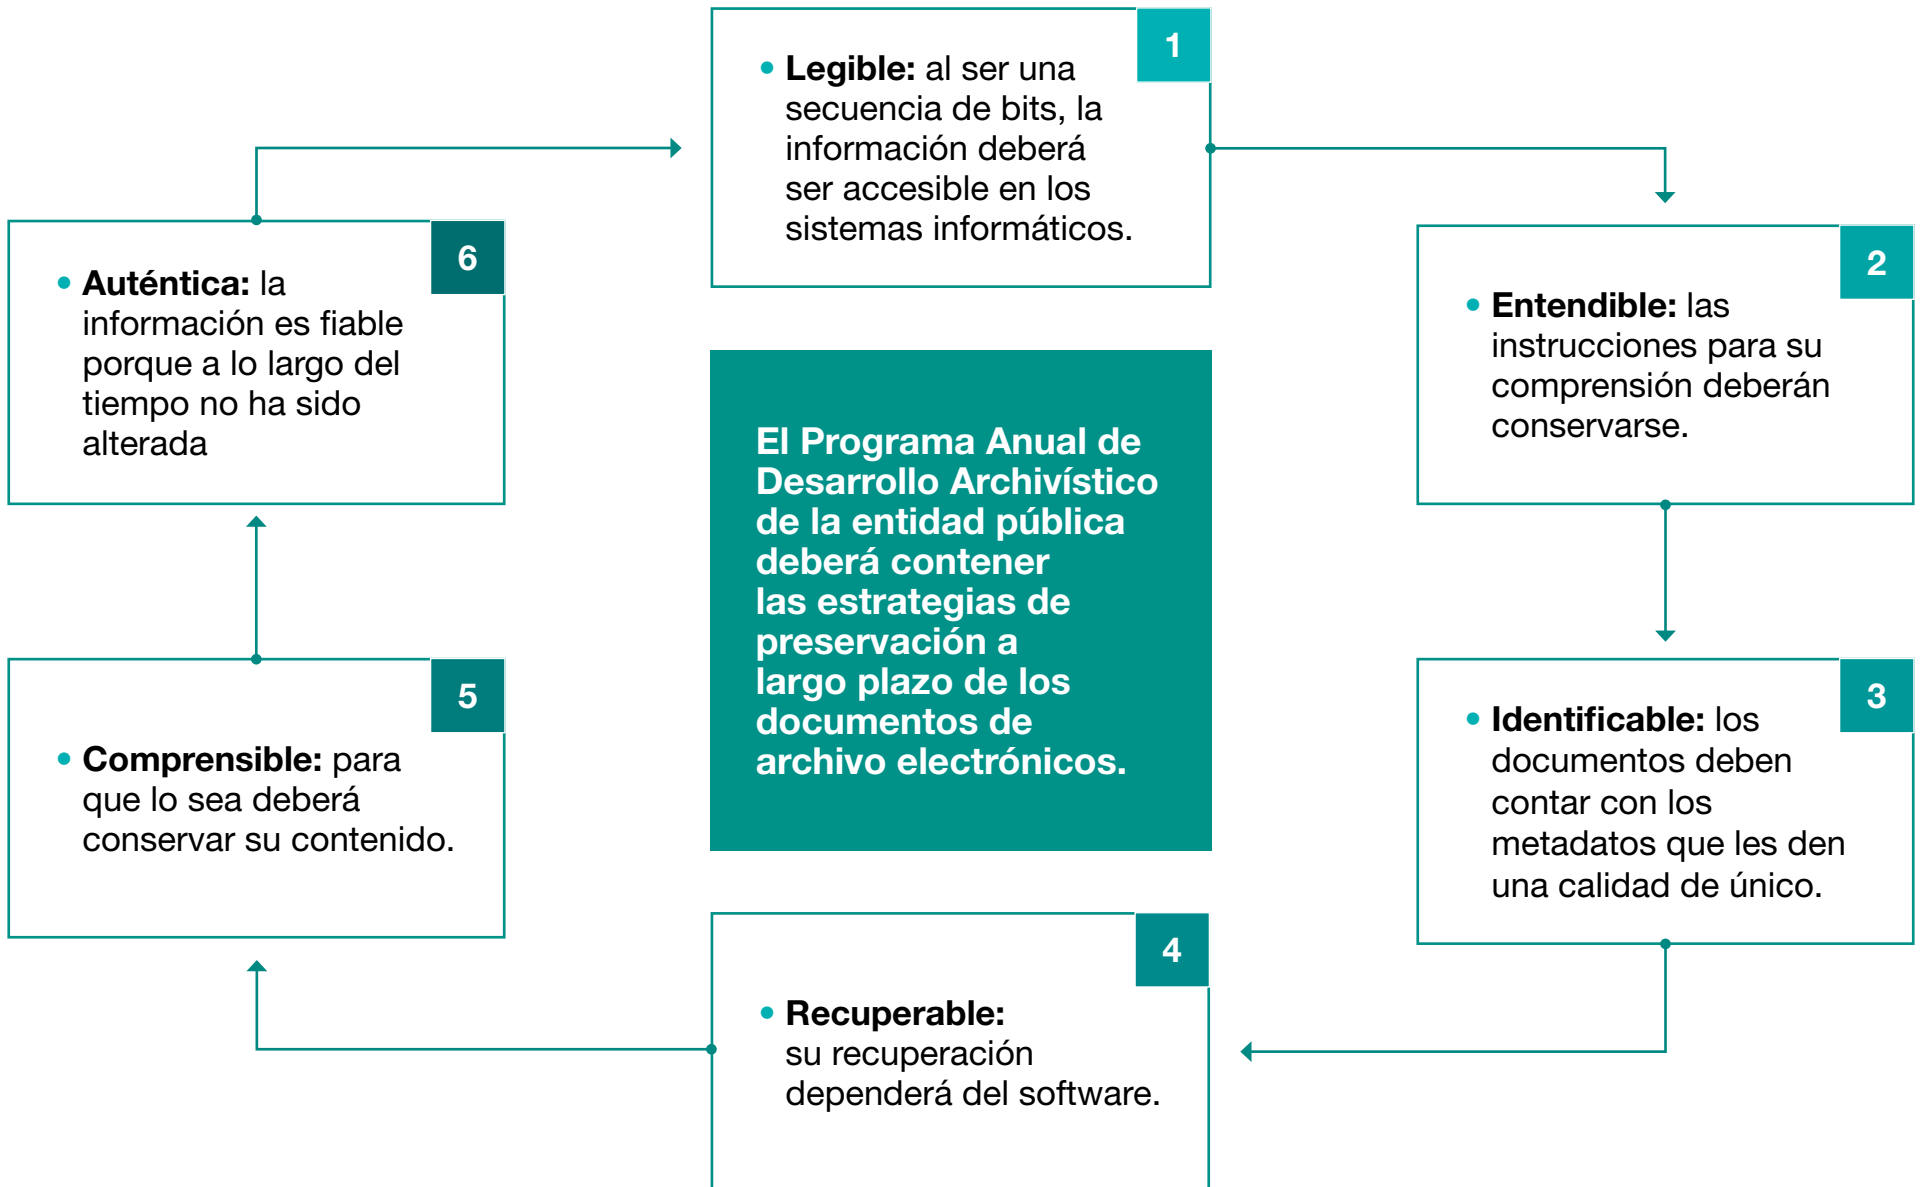 1
• Legible: al ser una
secuencia de bits, la
información deberá
ser accesible en los
sistemas informáticos.
2
• Entendible: las
instrucciones para su
comprensión deberán
conservarse.
3
• Identificable: los
documentos deben
contar con los
metadatos que les den
una calidad de único.
4
• Recuperable:
su recuperación
dependerá del software.
5
• Comprensible: para
que lo sea deberá
conservar su contenido.
6
• Auténtica: la
información es fiable
porque a lo largo del
tiempo no ha sido
alterada
El Programa Anual de
Desarrollo Archivístico
de la entidad pública
deberá contener
las estrategias de
preservación a
largo plazo de los
documentos de
archivo electrónicos.